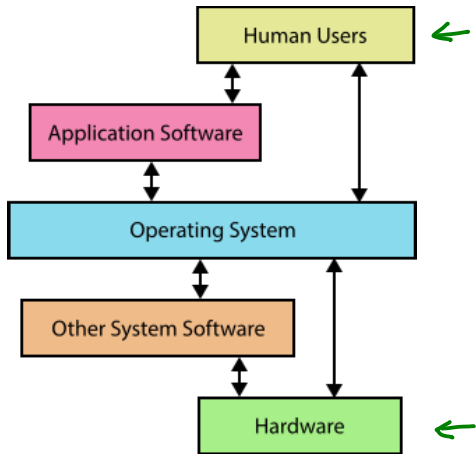 Human Users
Application Software
Operating System
Other System Software
Hardware